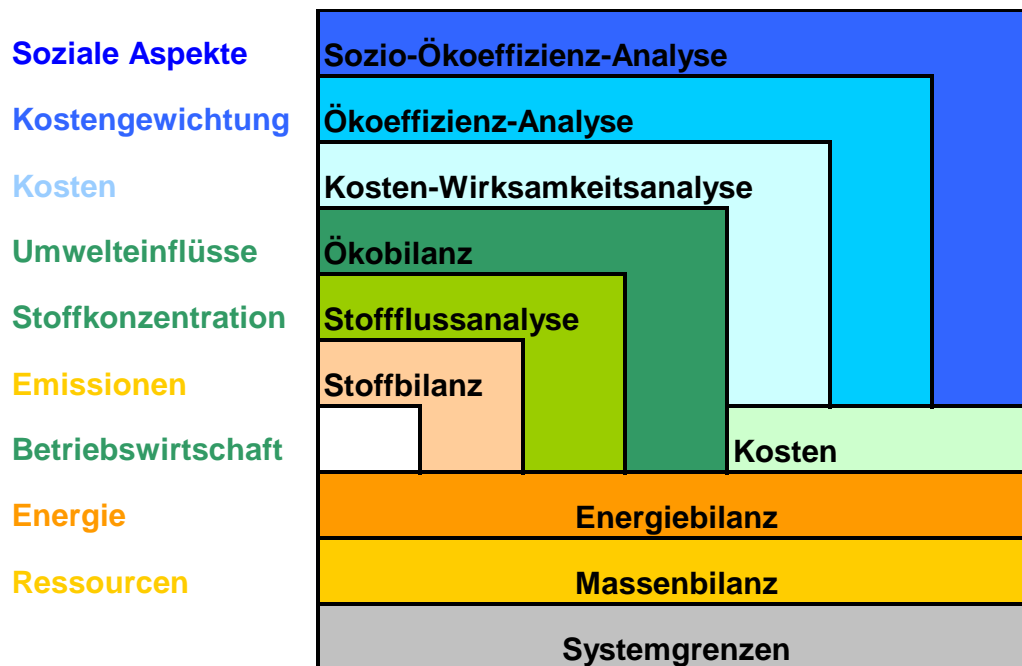 Soziale Aspekte Sozio-Ökoeffizienz-Analyse
Kostengewichtung Ökoeffizienz-Analyse
Kosten Kosten-Wirksamkeitsanalyse
Umwelteinflüsse Ökobilanz
Stoffkonzentration Stoffflussanalyse
Emissionen Stoffbilanz
Betriebswirtschaft Kosten
Energie Energiebilanz
Ressourcen Massenbilanz
Systemgrenzen